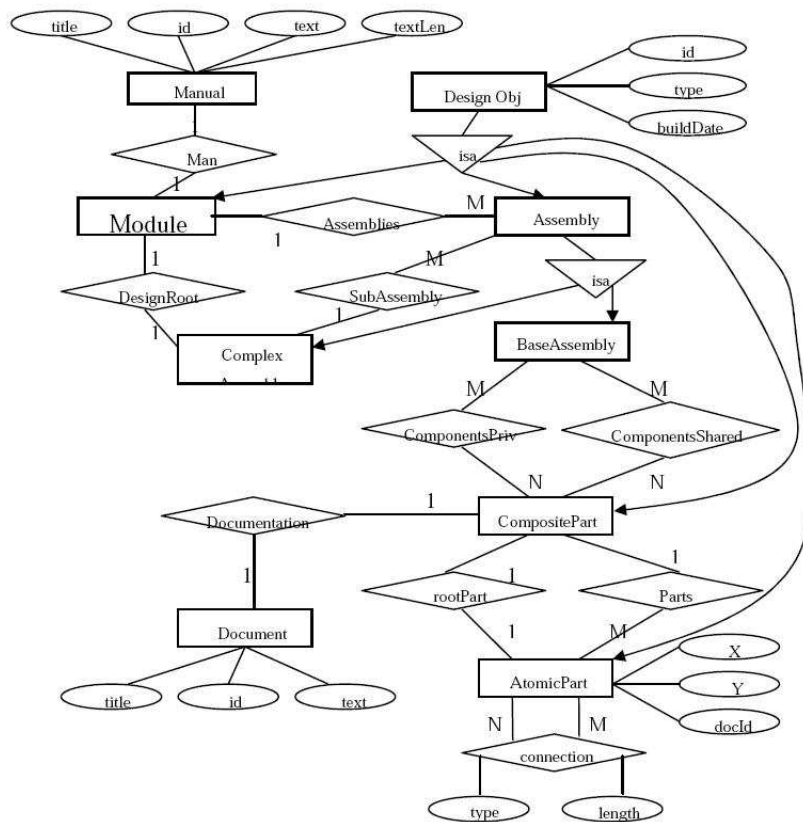 title
id
text
textLen
Manual
1
Man
1
Design Obj
id
type
buildDate
isa
Module
1
Assemblies
M
Assembly
1
DesignRoot
1
M
SubAssembly
1
isa
Complex
BaseAssembly
M
M
ComponentsPriv
ComponentsShared
N
N
Documentation
1
CompositePart
1
1
rootPart
1
Parts
Document
1
M
title
id
text
AtomicPart
X
Y
docId
N
M
connection
type
length